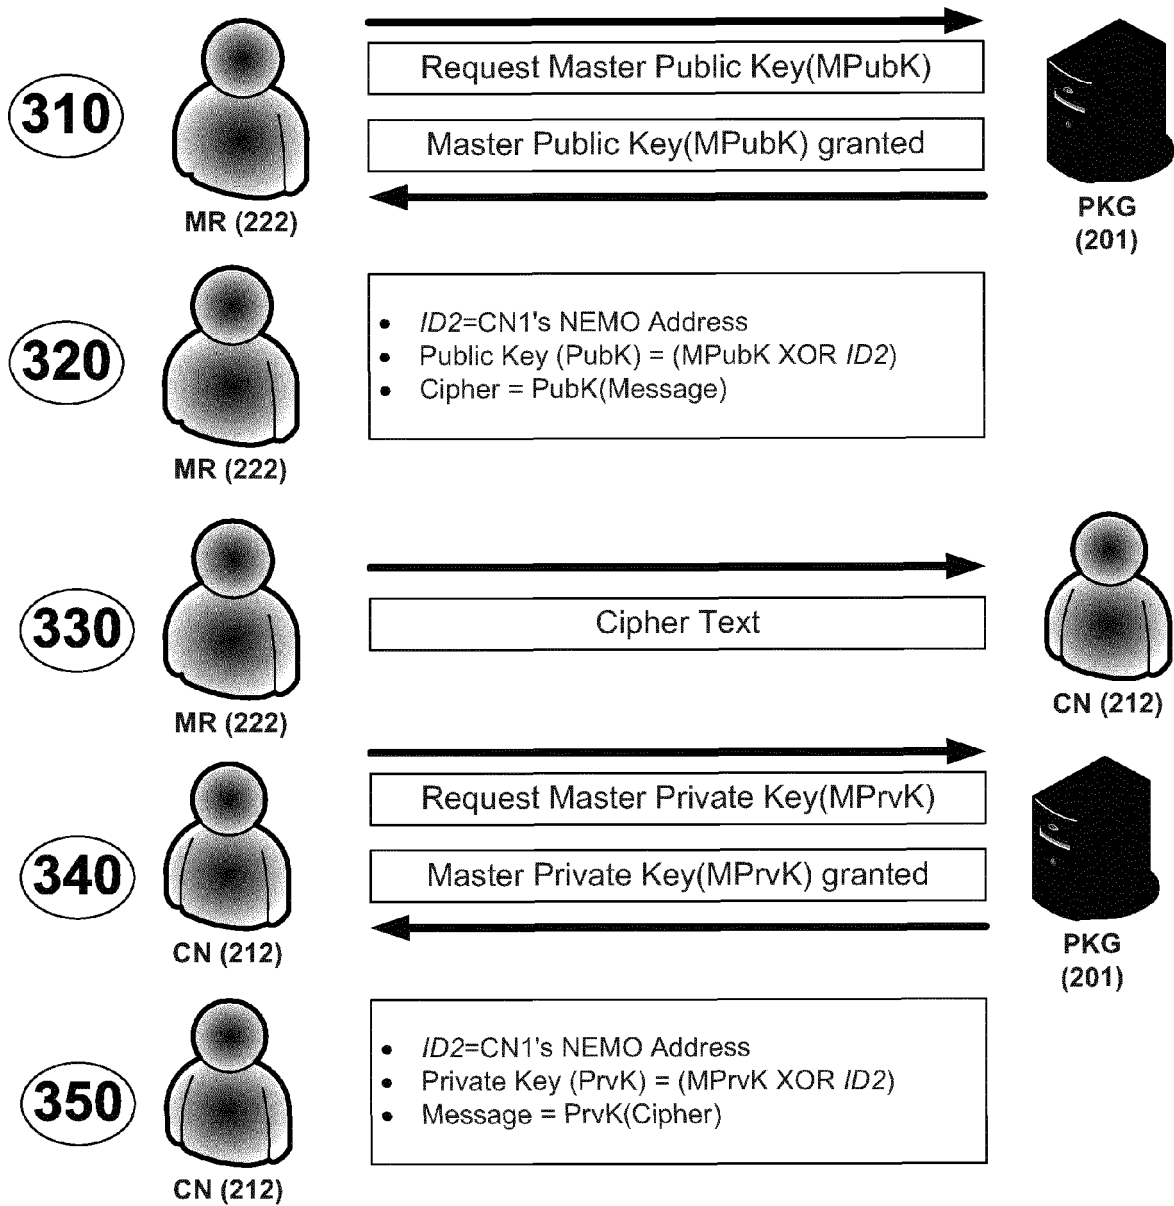 310
Request Master Public Key(MPubK)
Master Public Key(MPubK) granted
MR (222)
PKG
(201)
320
• ID2=CN1's NEMO Address
• Public Key (PubK) = (MPubK XOR ID2)
• Cipher = PubK(Message)
MR (222)
330
Cipher Text
MR (222)
CN (212)
340
Request Master Private Key(MPrvK)
Master Private Key(MPrvK) granted
CN (212)
PKG
(201)
350
• ID2=CN1's NEMO Address
• Private Key (PrvK) = (MPrvK XOR ID2)
• Message = PrvK(Cipher)
CN (212)